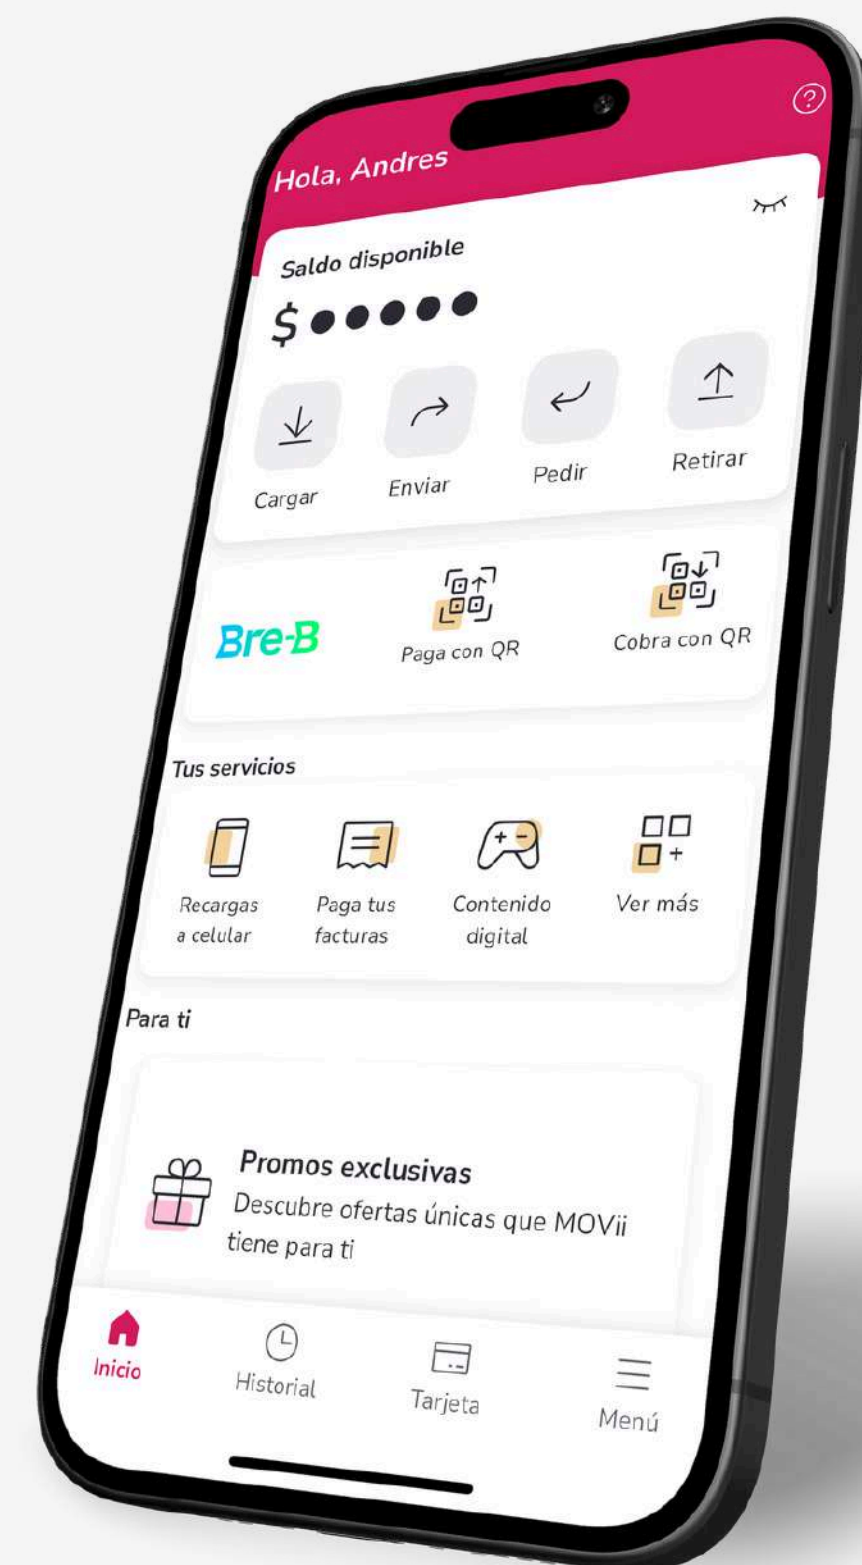 Hola, Andres
?
Saldo disponible
$ ●●●●●
Cargar
Enviar
Pedir
Retirar
Bre-B
Paga con QR
Cobra con QR
Tus servicios
Recargas
a celular
Paga tus
facturas
Contenido
digital
Ver más
Para ti
Promos exclusivas
Descubre ofertas únicas que MOVii
tiene para ti
Inicio
Historial
Tarjeta
Menú